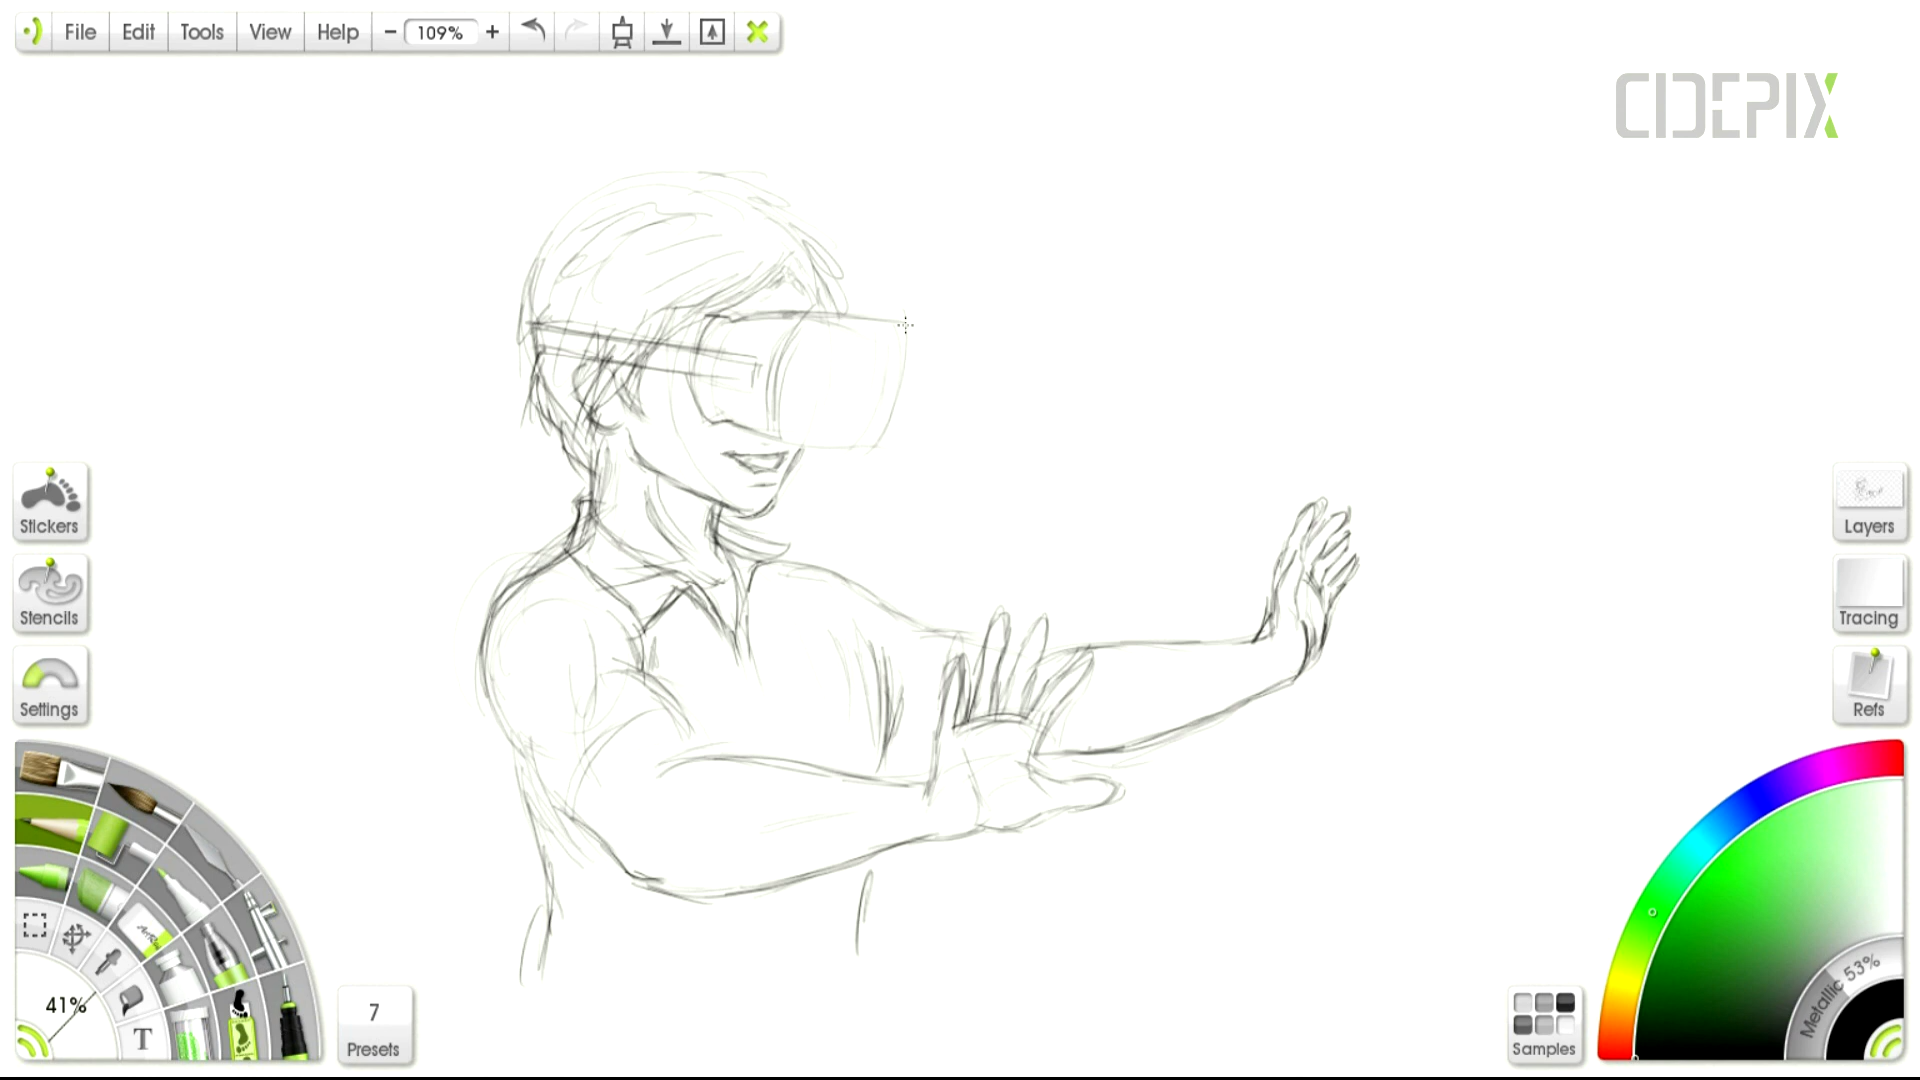 File Edit Tools View Help − 109% +
CIDEPIX
Stickers
Stencils
Settings
Layers
Tracing
Refs
41%
T
7
Presets
Samples
Metallic 53%